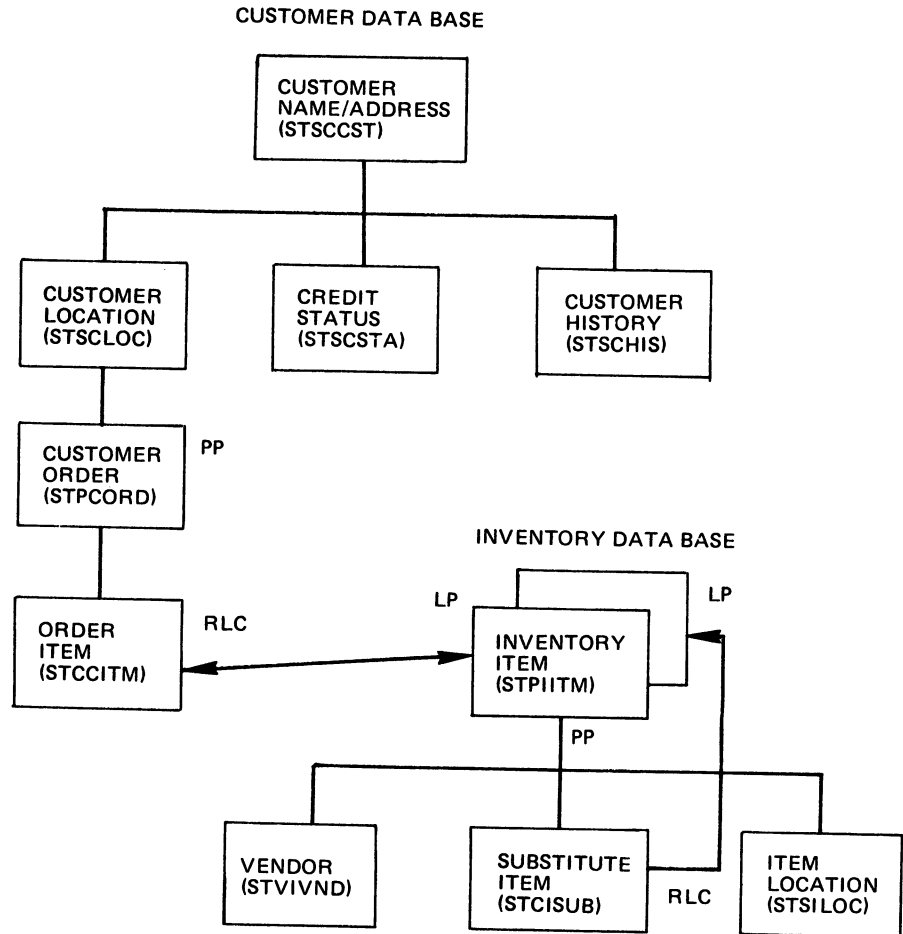 CUSTOMER DATA BASE
CUSTOMER
NAME/ADDRESS
(STSCCST)
CUSTOMER
LOCATION
(STSCLOC)
CREDIT
STATUS
(STSCSTA)
CUSTOMER
HISTORY
(STSCHIS)
CUSTOMER
ORDER
(STPCORD)
PP
INVENTORY DATA BASE
ORDER
ITEM
(STCCITM)
RLC
LP
INVENTORY
ITEM
(STPIITM)
LP
PP
VENDOR
(STVIVND)
SUBSTITUTE
ITEM
(STCISUB)
RLC
ITEM
LOCATION
(STSILOC)